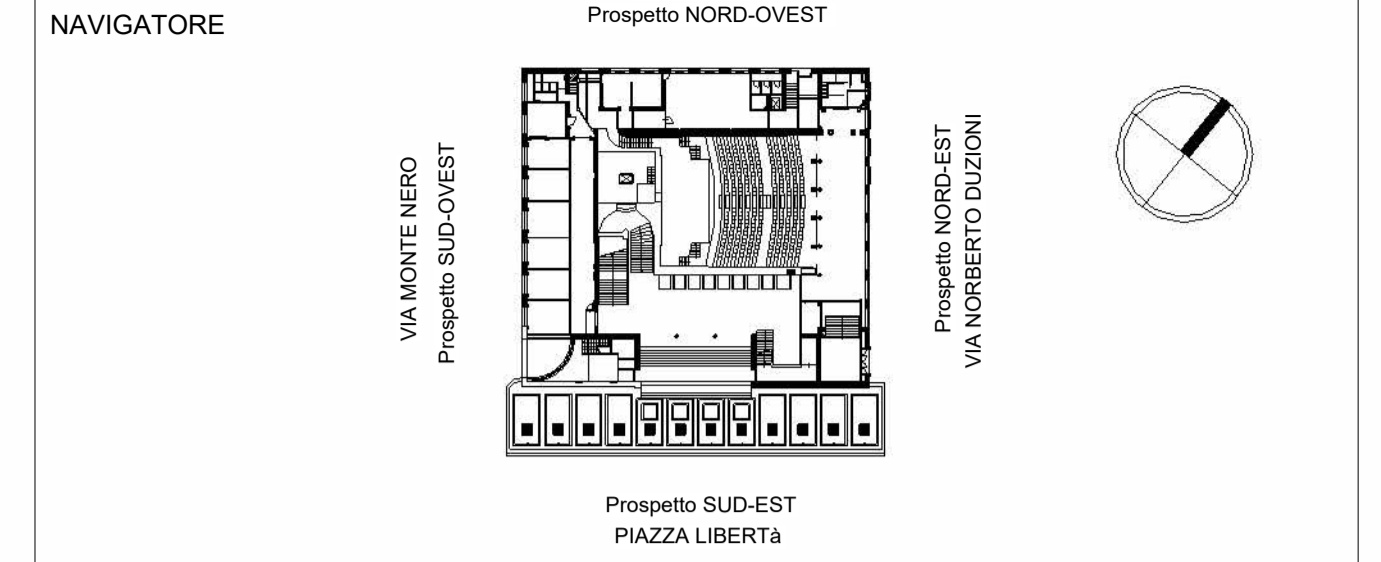 NAVIGATORE
Prospetto NORD-OVEST
VIA MONTE NERO
Prospetto SUD-OVEST
Prospetto NORD-EST
VIA NORBERTO DUZIONI
Prospetto SUD-EST
PIAZZA LIBERTà